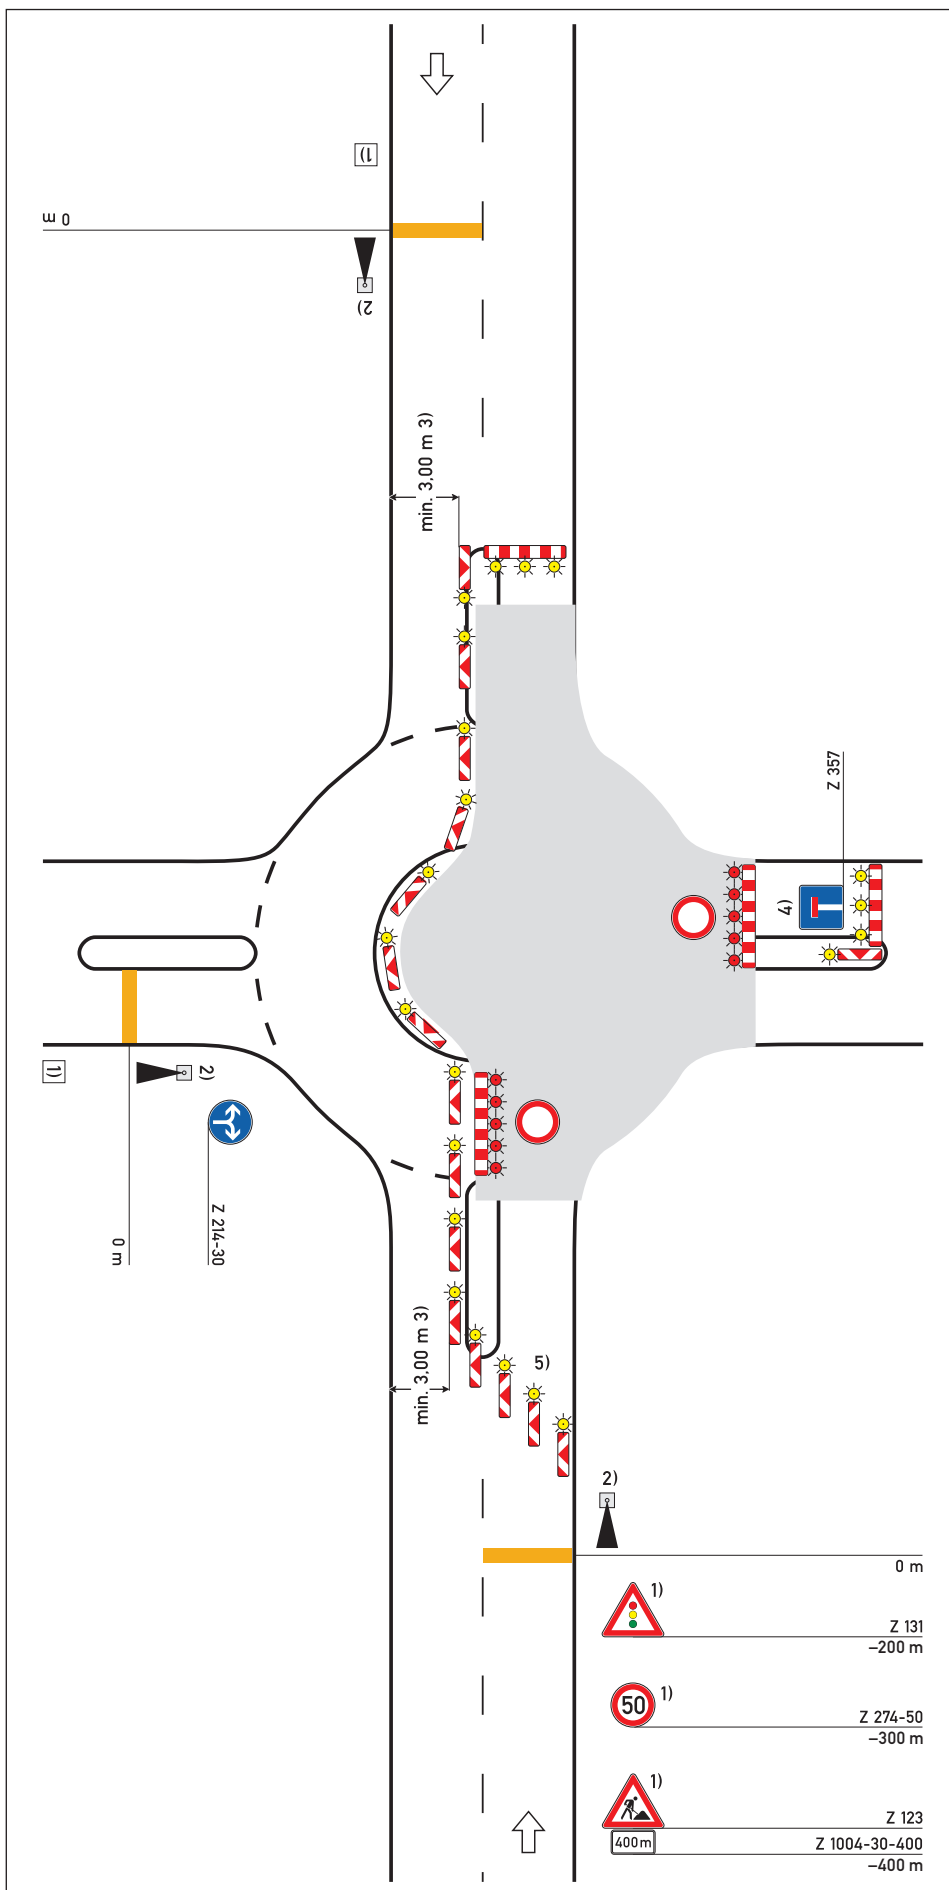 1)
0 m
2)
min. 3,00 m 3)
Z 357
4)
1)
2)
Z 214-30
0 m
min. 3,00 m 3)
5)
2)
0 m
1)
Z 131
–200 m
50
1)
Z 274-50
–300 m
1)
Z 123
400 m
Z 1004-30-400
–400 m